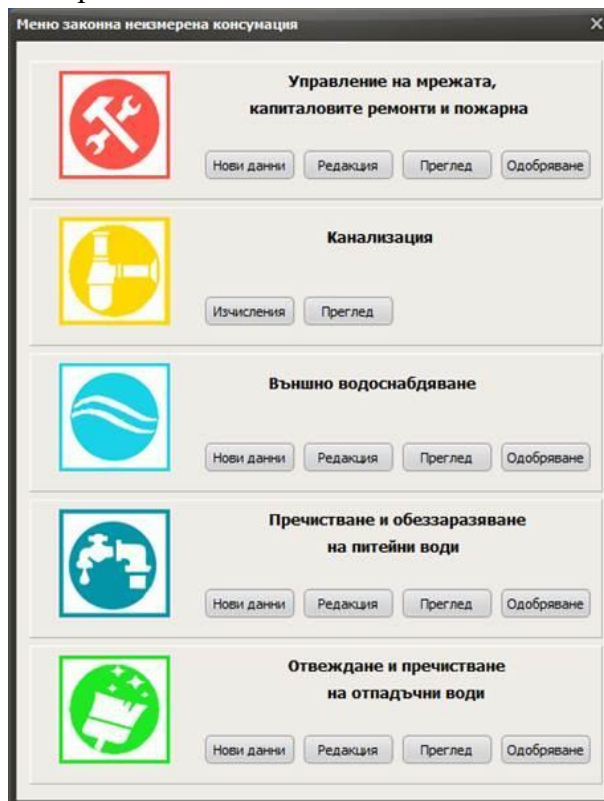 Меню законна неизмерена консумация
Управление на мрежата,
капиталовите ремонти и пожарна
Нови данни Редакция Преглед Одобряване
Канализация
Изчисления Преглед
Външно водоснабдяване
Нови данни Редакция Преглед Одобряване
Пречистване и обеззаразяване
на питейни води
Нови данни Редакция Преглед Одобряване
Отвеждане и пречистване
на отпадъчни води
Нови данни Редакция Преглед Одобряване